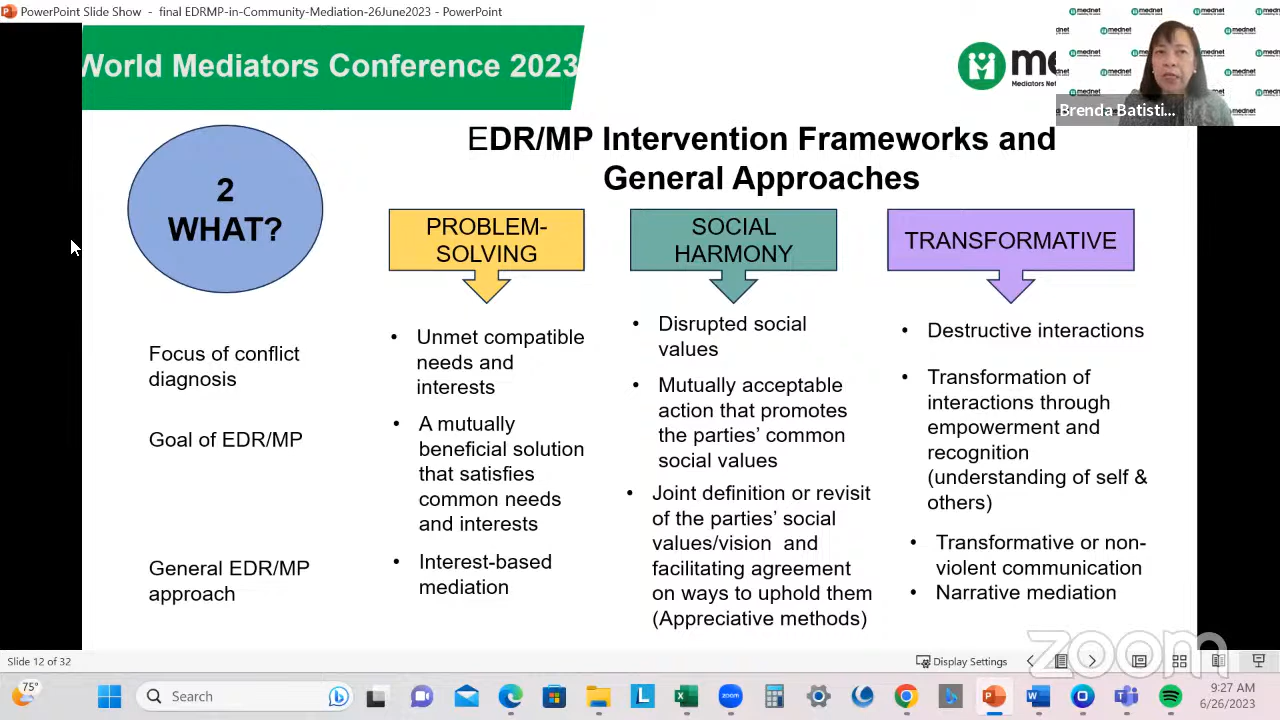 PowerPoint Slide Show - final EDRMP-in-Community-Mediation-26June2023 - PowerPoint
World Mediators Conference 2023
mednet
Brenda Batisti...
EDR/MP Intervention Frameworks and
General Approaches
2
WHAT?
PROBLEM-
SOLVING
SOCIAL
HARMONY
TRANSFORMATIVE
Focus of conflict
diagnosis
• Unmet compatible
needs and
interests
• Disrupted social
values
• Destructive interactions
Goal of EDR/MP
• A mutually
beneficial solution
that satisfies
common needs
and interests
• Mutually acceptable
action that promotes
the parties' common
social values
• Transformation of
interactions through
empowerment and
recognition
(understanding of self &
others)
General EDR/MP
approach
• Interest-based
mediation
• Joint definition or revisit
of the parties' social
values/vision and
facilitating agreement
on ways to uphold them
(Appreciative methods)
• Transformative or non-
violent communication
• Narrative mediation
zoom
Slide 12 of 32
Display Settings
75°
Search
zoom
9:27 AM
6/26/2023